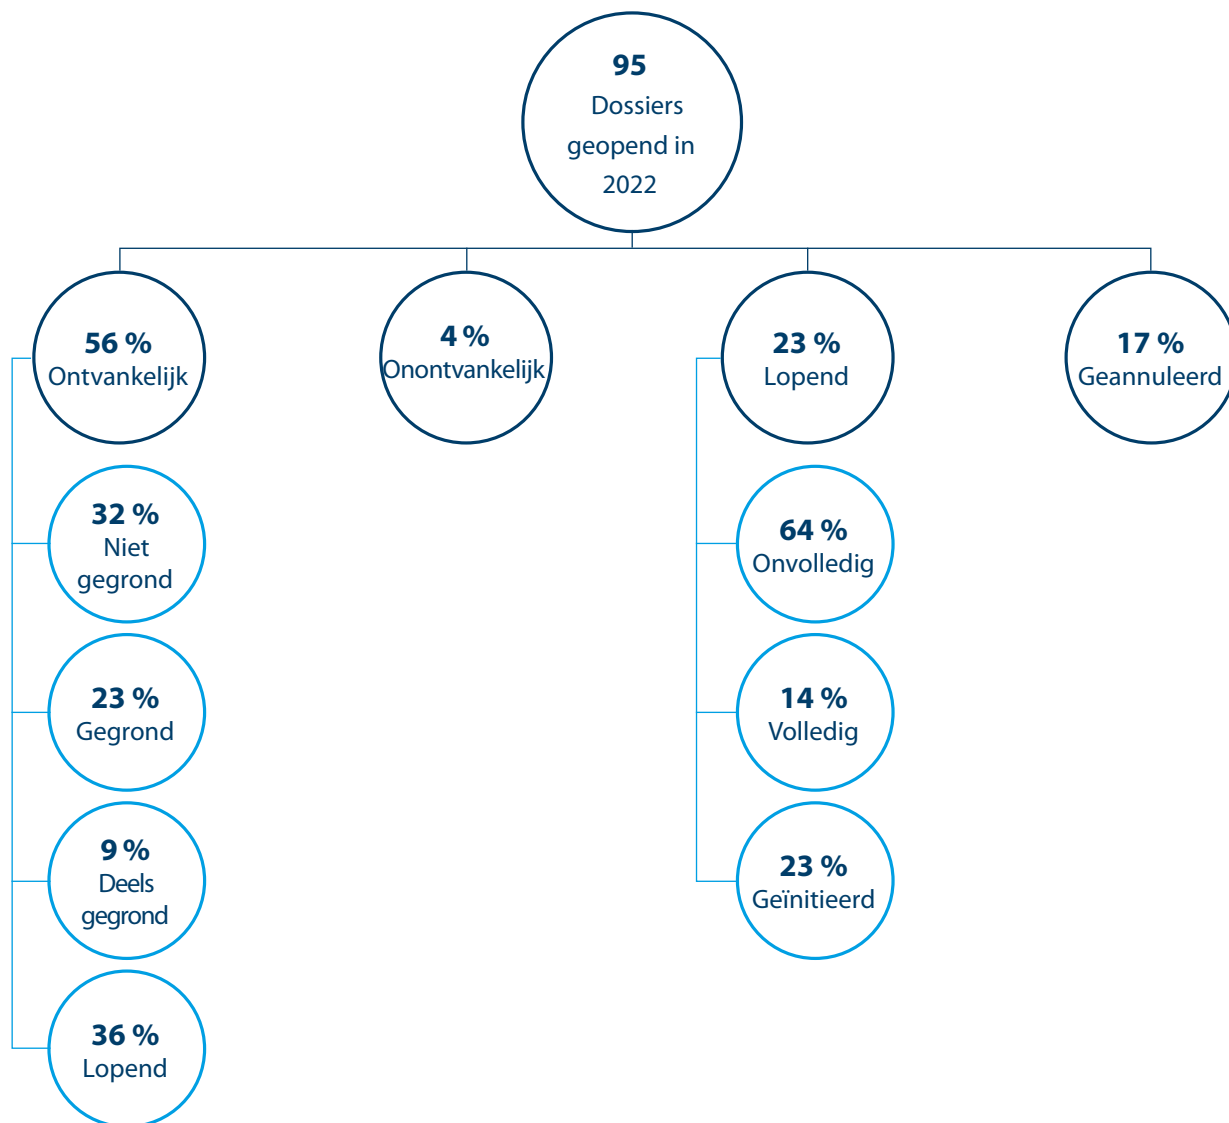 95
Dossiers
geopend in
2022
56 %
Ontvankelijk
4 %
Onontvankelijk
23 %
Lopend
17 %
Geannuleerd
32 %
Niet
gegrond
23 %
Gegrond
9 %
Deels
gegrond
36 %
Lopend
64 %
Onvolledig
14 %
Volledig
23 %
Geïnitieerd